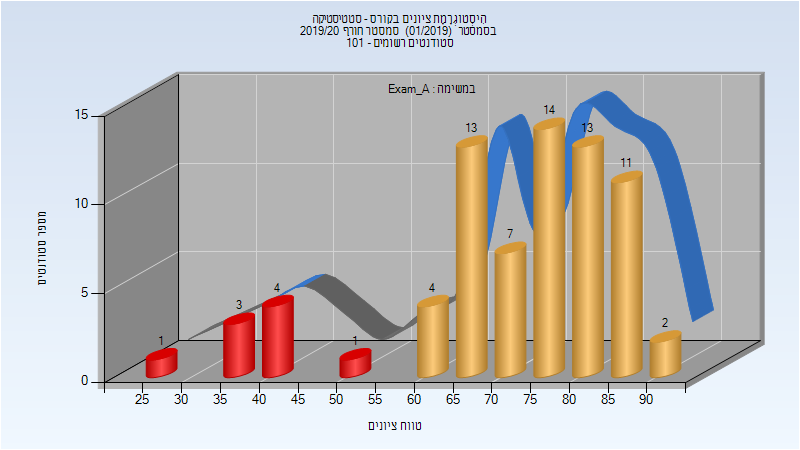 היסטוגרמת ציונים בקורס - סטטיסטיקה
בסמסטר (01/2019) סמסטר חורף 2019/20
סטודנטים רשומים - 101
במשימה : Exam_A
מספר סטודנטים
15
10
5
0
1
3
4
1
4
13
7
14
13
11
2
25 30 35 40 45 50 55 60 65 70 75 80 85 90
טווח ציונים